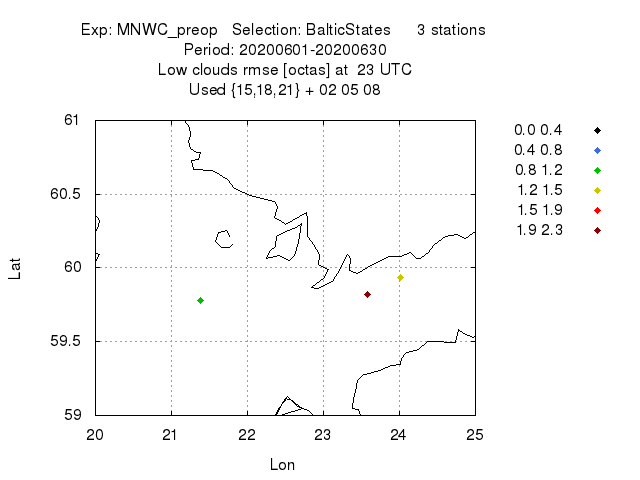 Exp: MNWC_preop Selection: BalticStates 3 stations
Period: 20200601-20200630
Low clouds rmse [octas] at 23 UTC
Used {15,18,21} + 02 05 08
61
60.5
60
59.5
59
20 21 22 23 24 25
Lat
Lon
0.0 0.4
0.4 0.8
0.8 1.2
1.2 1.5
1.5 1.9
1.9 2.3